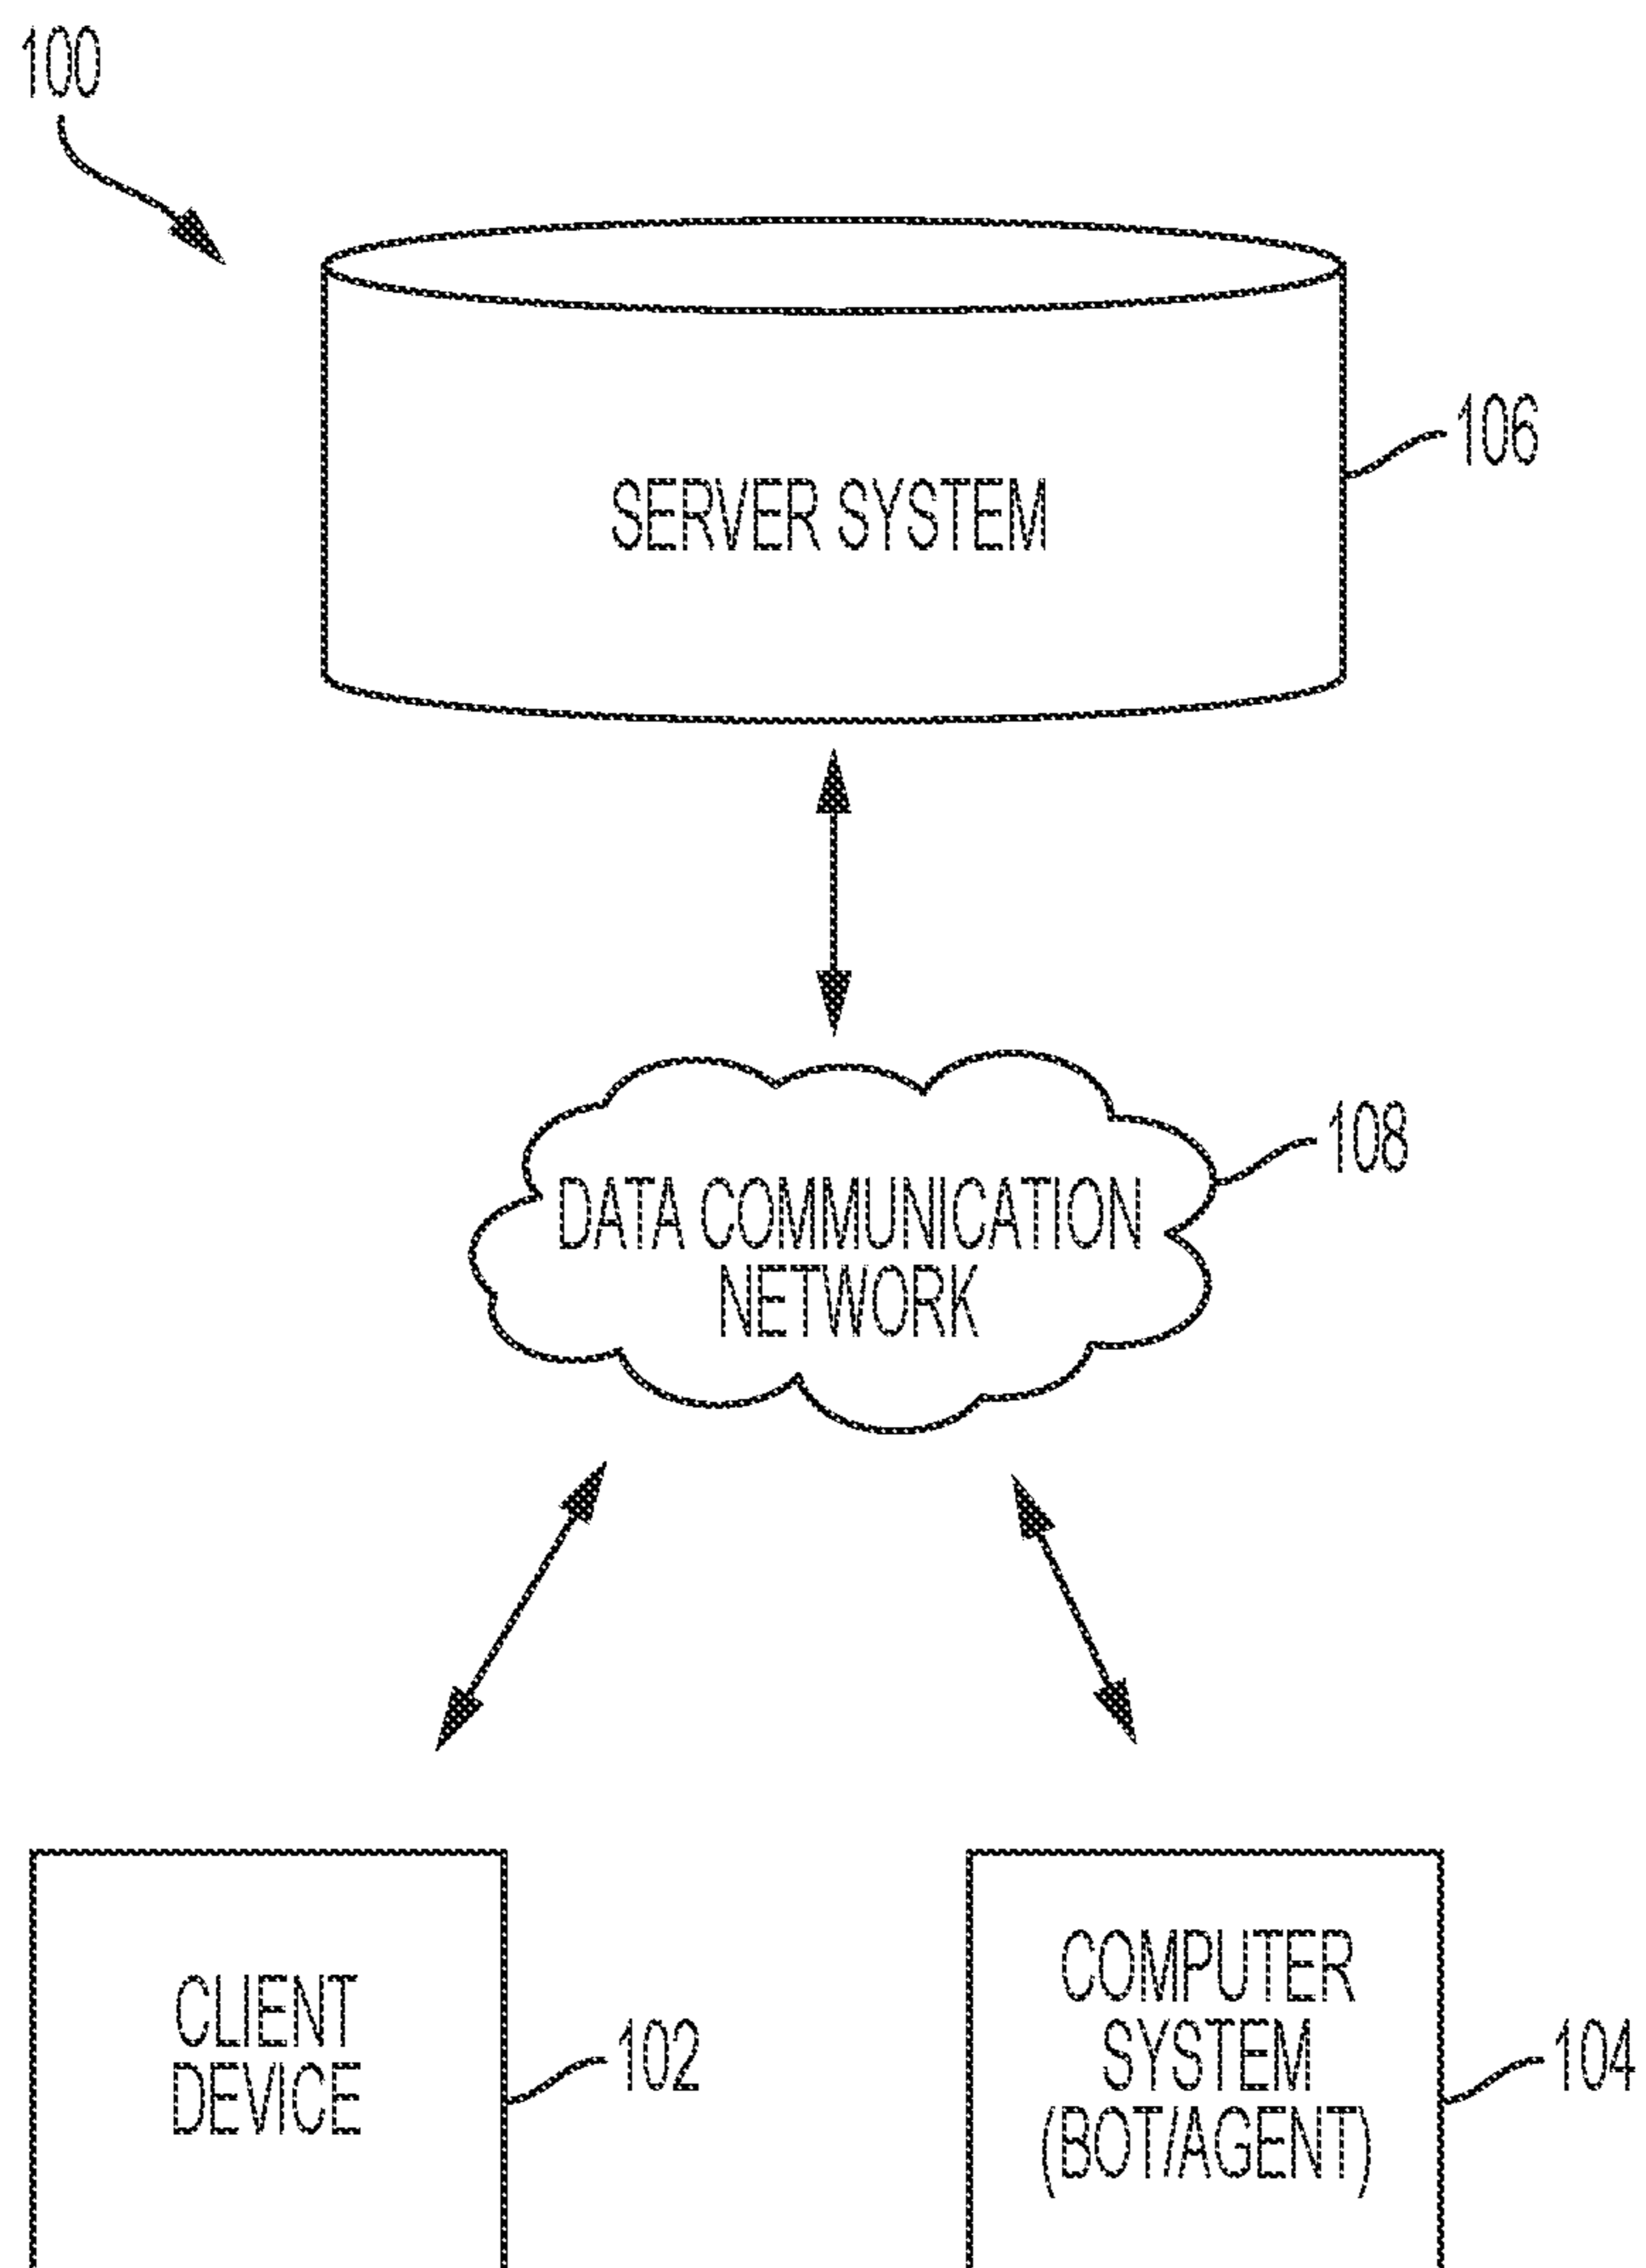 100
106
SERVER SYSTEM
108
DATA COMMUNICATION
NETWORK
CLIENT
DEVICE
102
COMPUTER
SYSTEM
(BOT/AGENT)
104